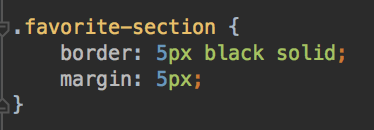 .favorite-section {
    border: 5px black solid;
    margin: 5px;
}